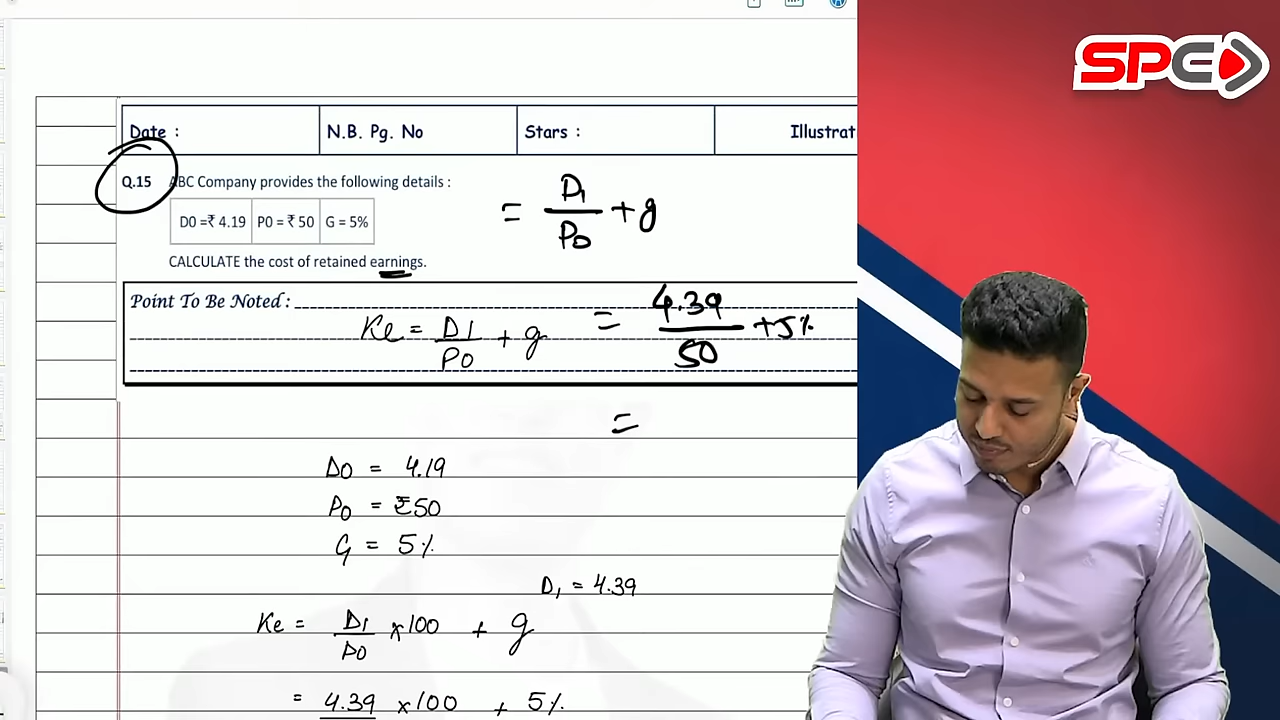 SPC
Date : N.B. Pg. No Stars : Illustrat
Q.15 ABC Company provides the following details :
D0 =₹ 4.19 P0 = ₹ 50 G = 5%
CALCULATE the cost of retained earnings.
= D1/P0 + g
Point To Be Noted :
Ke = D1/P0 + g
= 4.39/50 + 5%
=
D0 = 4.19
P0 = ₹50
G = 5%
D1 = 4.39
Ke = D1/P0 x100 + g
= 4.39 x100 + 5%